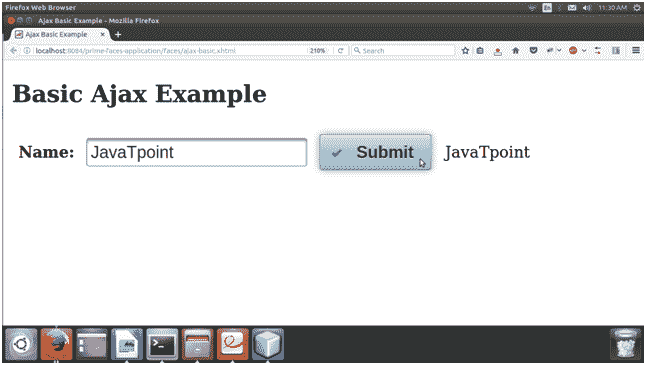 Firefox Web Browser
En
11:30 AM
Ajax Basic Example - Mozilla Firefox
Ajax Basic Example
localhost:8084/prime-faces-application/faces/ajax-basic.xhtml
210%
Search
Basic Ajax Example
Name:
JavaTpoint
Submit
JavaTpoint